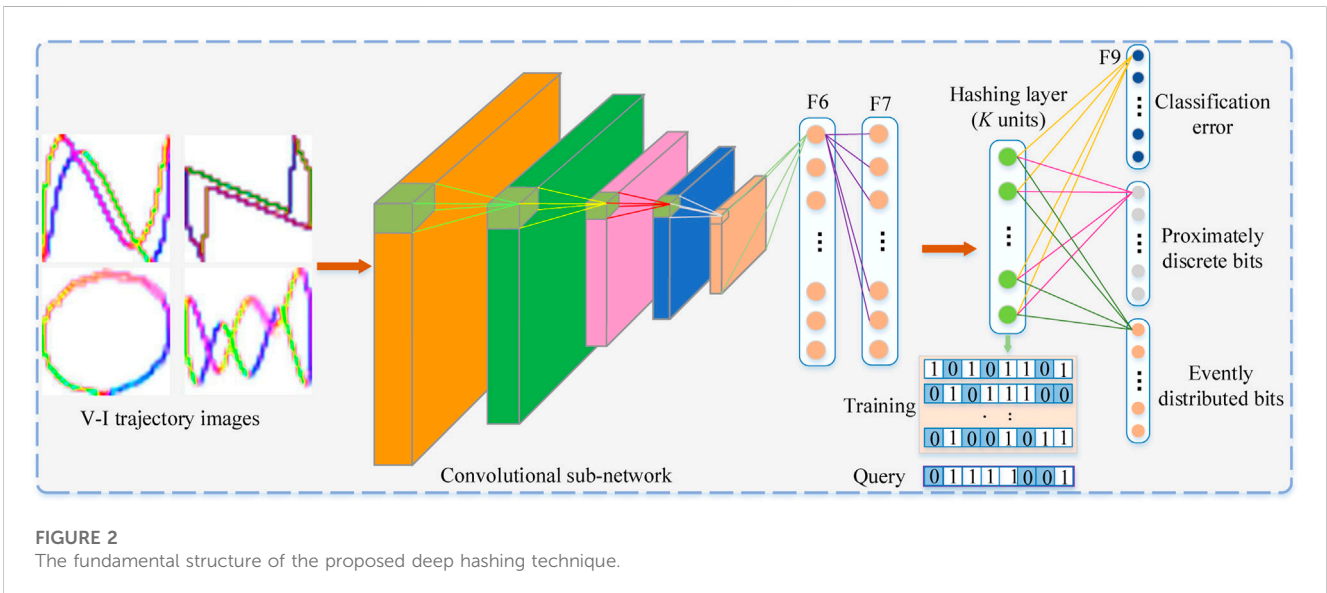 V-I trajectory images
Convolutional sub-network
F6
F7
Hashing layer
(K units)
F9
Classification
error
Proximately
discrete bits
Evently
distributed bits
Training
1 0 1 0 1 1 0 1
0 1 0 1 1 1 0 0
0 1 0 0 1 0 1 1
Query
0 1 1 1 1 0 0 1
FIGURE 2
The fundamental structure of the proposed deep hashing technique.